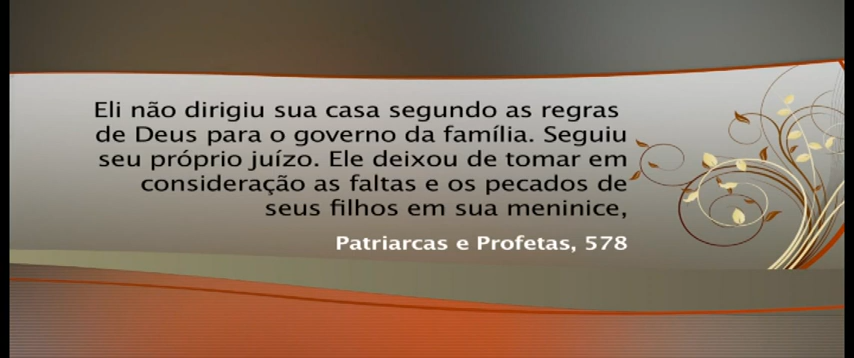 Eli não dirigiu sua casa segundo as regras
de Deus para o governo da família. Seguiu
seu próprio juízo. Ele deixou de tomar em
consideração as faltas e os pecados de
seus filhos em sua meninice,
Patriarcas e Profetas, 578